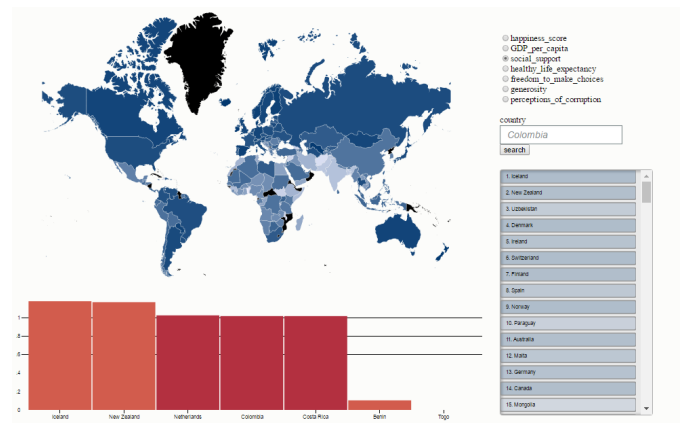 happiness_score
GDP_per_capita
social_support
healthy_life_expectancy
freedom_to_make_choices
generosity
perceptions_of_corruption
country
Colombia
search
1. Iceland
2. New Zealand
3. Uzbekistan
4. Denmark
5. Ireland
6. Switzerland
7. Finland
8. Spain
9. Norway
10. Paraguay
11. Australia
12. Malta
13. Germany
14. Canada
15. Mongolia
1
.8
.6
.4
.2
0
Iceland
New Zealand
Netherlands
Colombia
Costa Rica
Benin
Togo